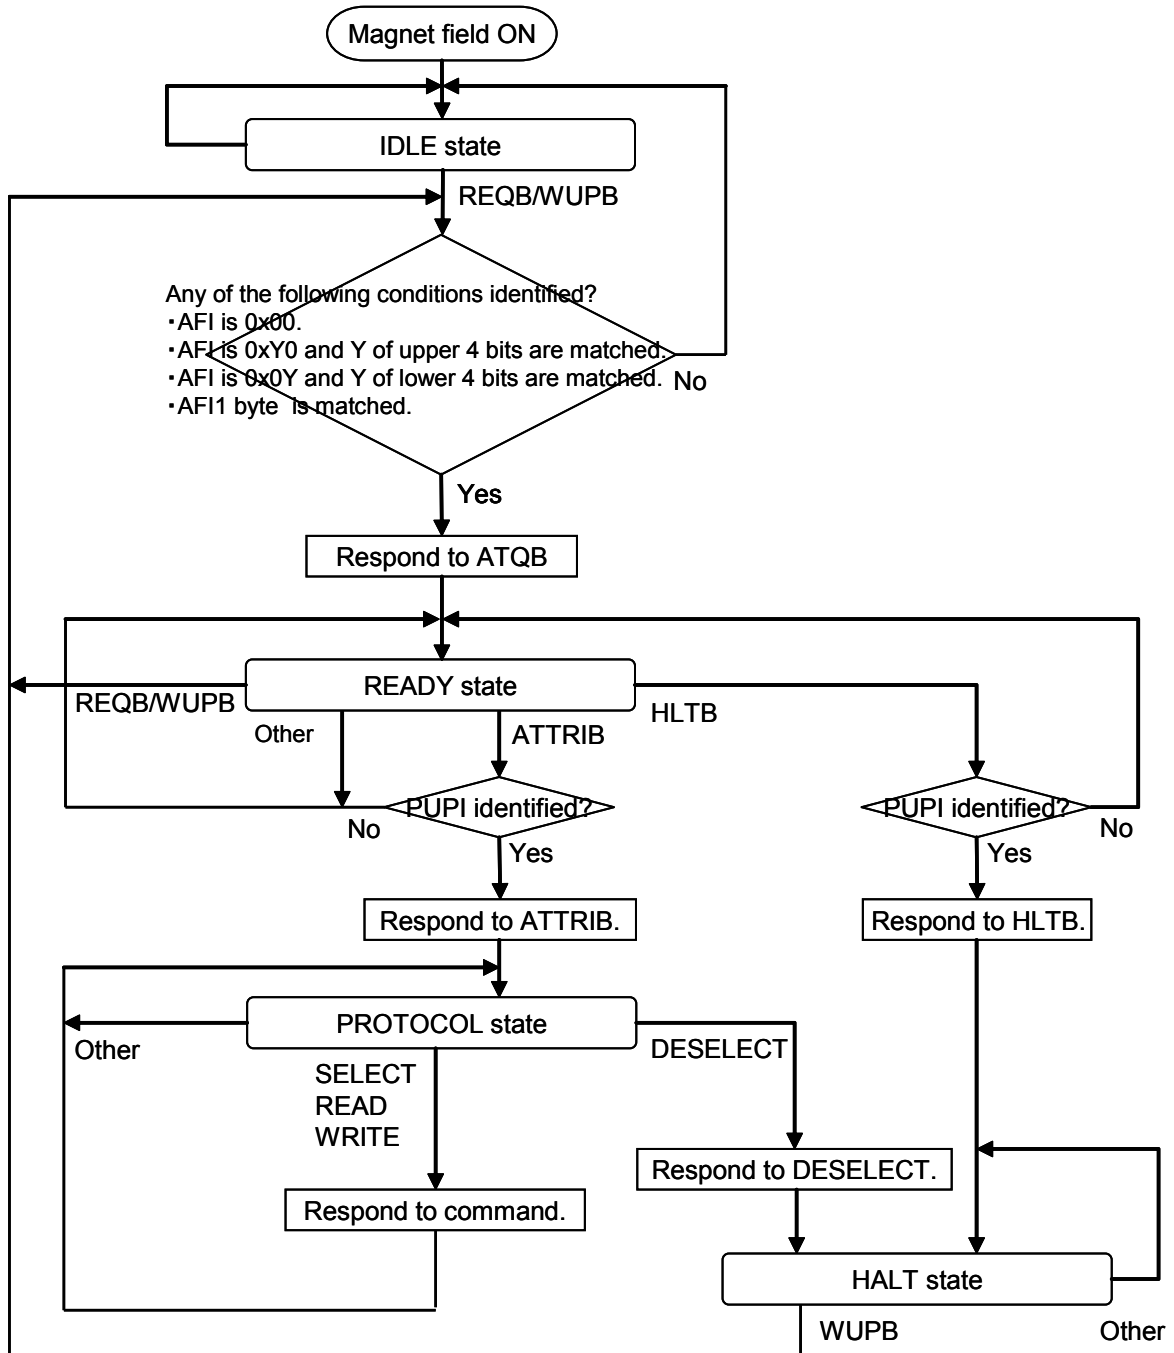 Magnet field ON
IDLE state
REQB/WUPB
Any of the following conditions identified?
・AFI is 0x00.
・AFI is 0xY0 and Y of upper 4 bits are matched.
・AFI is 0x0Y and Y of lower 4 bits are matched.
No
・AFI1 byte is matched.
Yes
Respond to ATQB
READY state
REQB/WUPB
HLTB
Other
ATTRIB
PUPI identified?
PUPI identified?
No
No
Yes
Yes
Respond to ATTRIB.
Respond to HLTB.
PROTOCOL state
Other
DESELECT
SELECT
READ
WRITE
Respond to DESELECT.
Respond to command.
HALT state
WUPB
Other